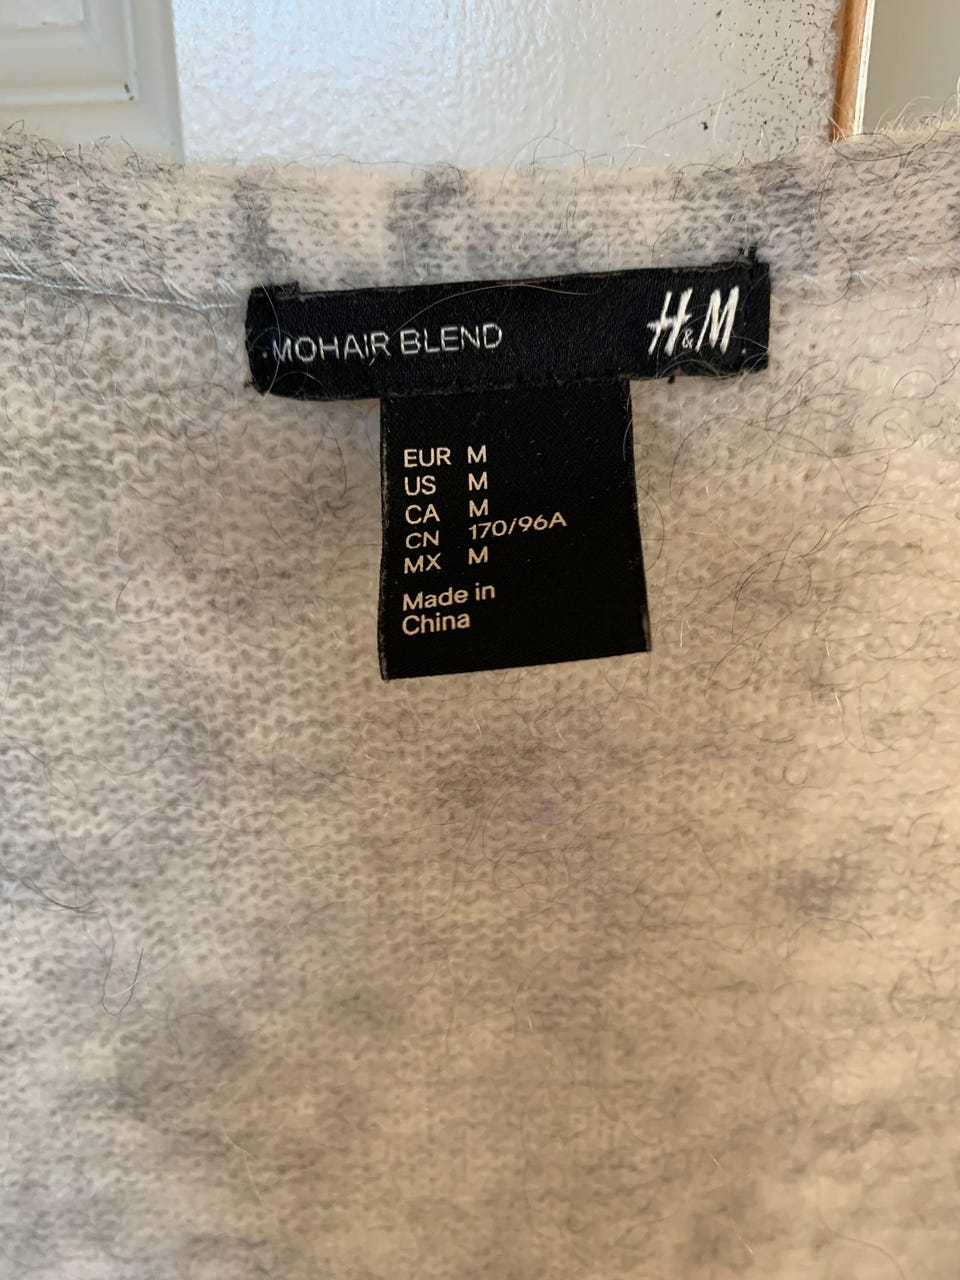 MOHAIR BLEND H&M
EUR M
US M
CA M
CN 170/96A
MX M
Made in
China